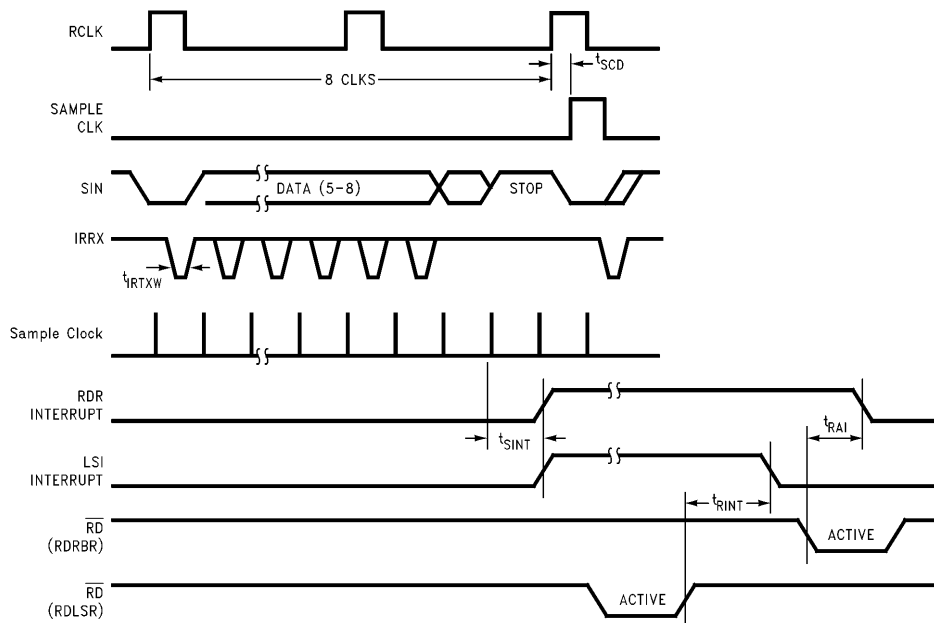 RCLK
tSCD
8 CLKS
SAMPLE
CLK
SIN
DATA (5-8)
STOP
IRRX
tIRTXW
Sample Clock
RDR
INTERRUPT
tRAI
tSINT
LSI
INTERRUPT
tRINT
RD
(RDRBR)
ACTIVE
RD
(RDLSR)
ACTIVE